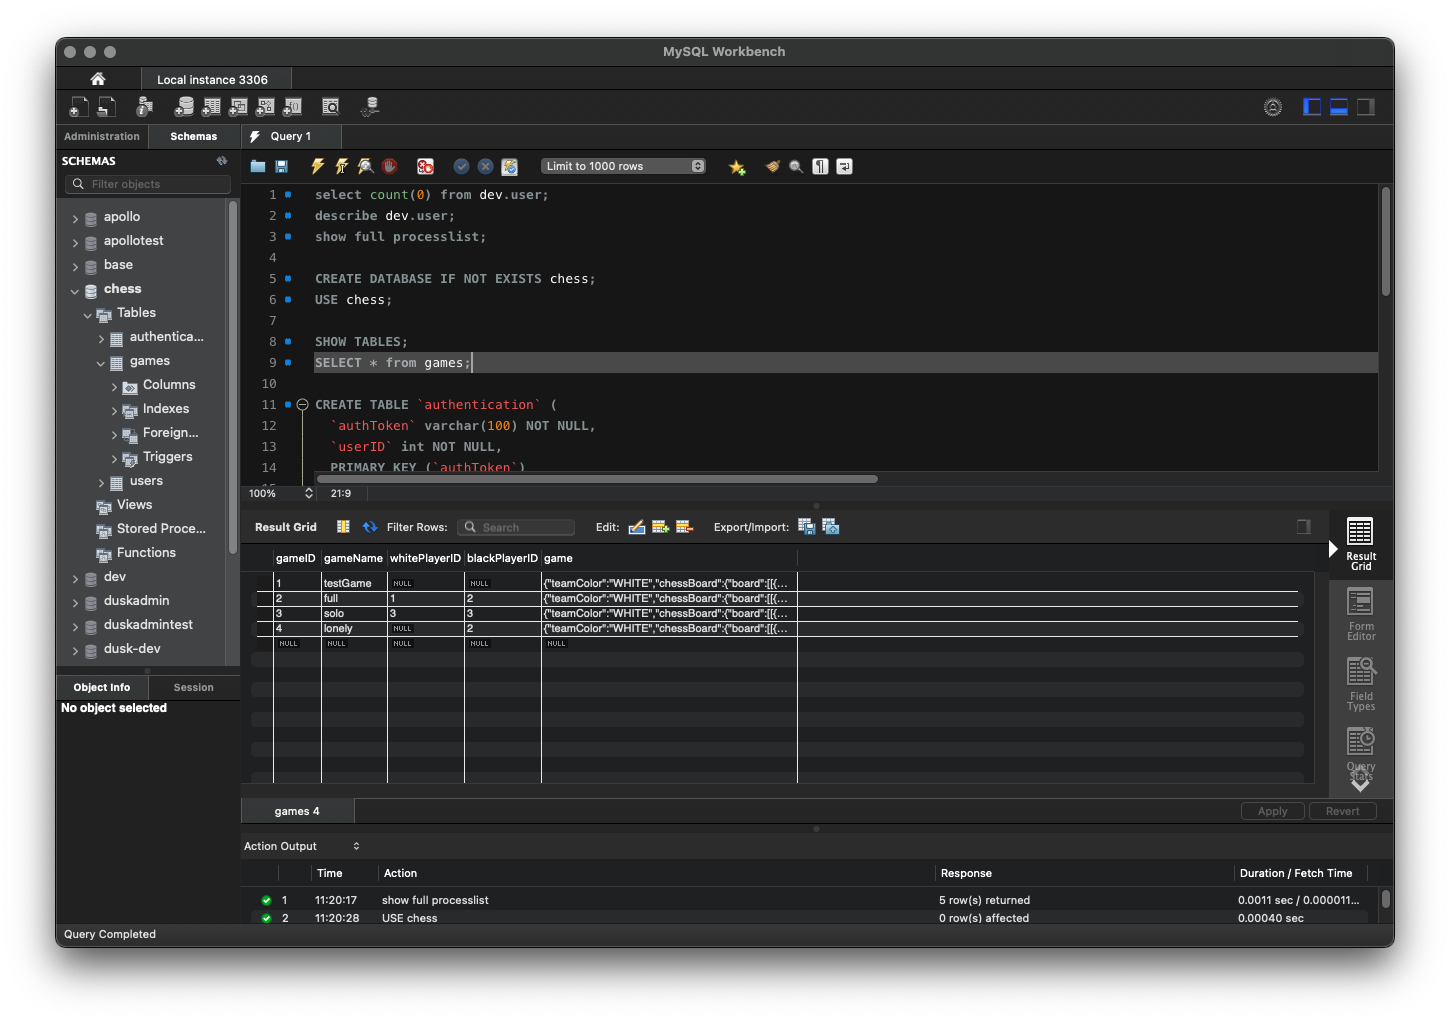 MySQL Workbench
Local instance 3306
Administration
Schemas
Query 1
SCHEMAS
Filter objects
apollo
apollotest
base
chess
Tables
authentica...
games
Columns
Indexes
Foreign...
Triggers
users
Views
Stored Proce...
Functions
dev
duskadmin
duskadmintest
dusk-dev
Object Info
Session
No object selected
Limit to 1000 rows
1 select count(0) from dev.user;
2 describe dev.user;
3 show full processlist;
4
5 CREATE DATABASE IF NOT EXISTS chess;
6 USE chess;
7
8 SHOW TABLES;
9 SELECT * from games;
10
11 CREATE TABLE `authentication` (
12 `authToken` varchar(100) NOT NULL,
13 `userID` int NOT NULL,
14 PRIMARY KEY (`authToken`)
100%
21:9
Result Grid
Filter Rows:
Search
Edit:
Export/Import:
gameID gameName whitePlayerID blackPlayerID game
1 testGame NULL NULL {"teamColor":"WHITE","chessBoard":{"board":[[{...
2 full 1 2 {"teamColor":"WHITE","chessBoard":{"board":[[{...
3 solo 3 3 {"teamColor":"WHITE","chessBoard":{"board":[[{...
4 lonely NULL 2 {"teamColor":"WHITE","chessBoard":{"board":[[{...
NULL NULL NULL NULL NULL
Result
Grid
Form
Editor
Field
Types
Query
Stats
games 4
Apply
Revert
Action Output
Time Action Response Duration / Fetch Time
1 11:20:17 show full processlist 5 row(s) returned 0.0011 sec / 0.000011...
2 11:20:28 USE chess 0 row(s) affected 0.00040 sec
Query Completed